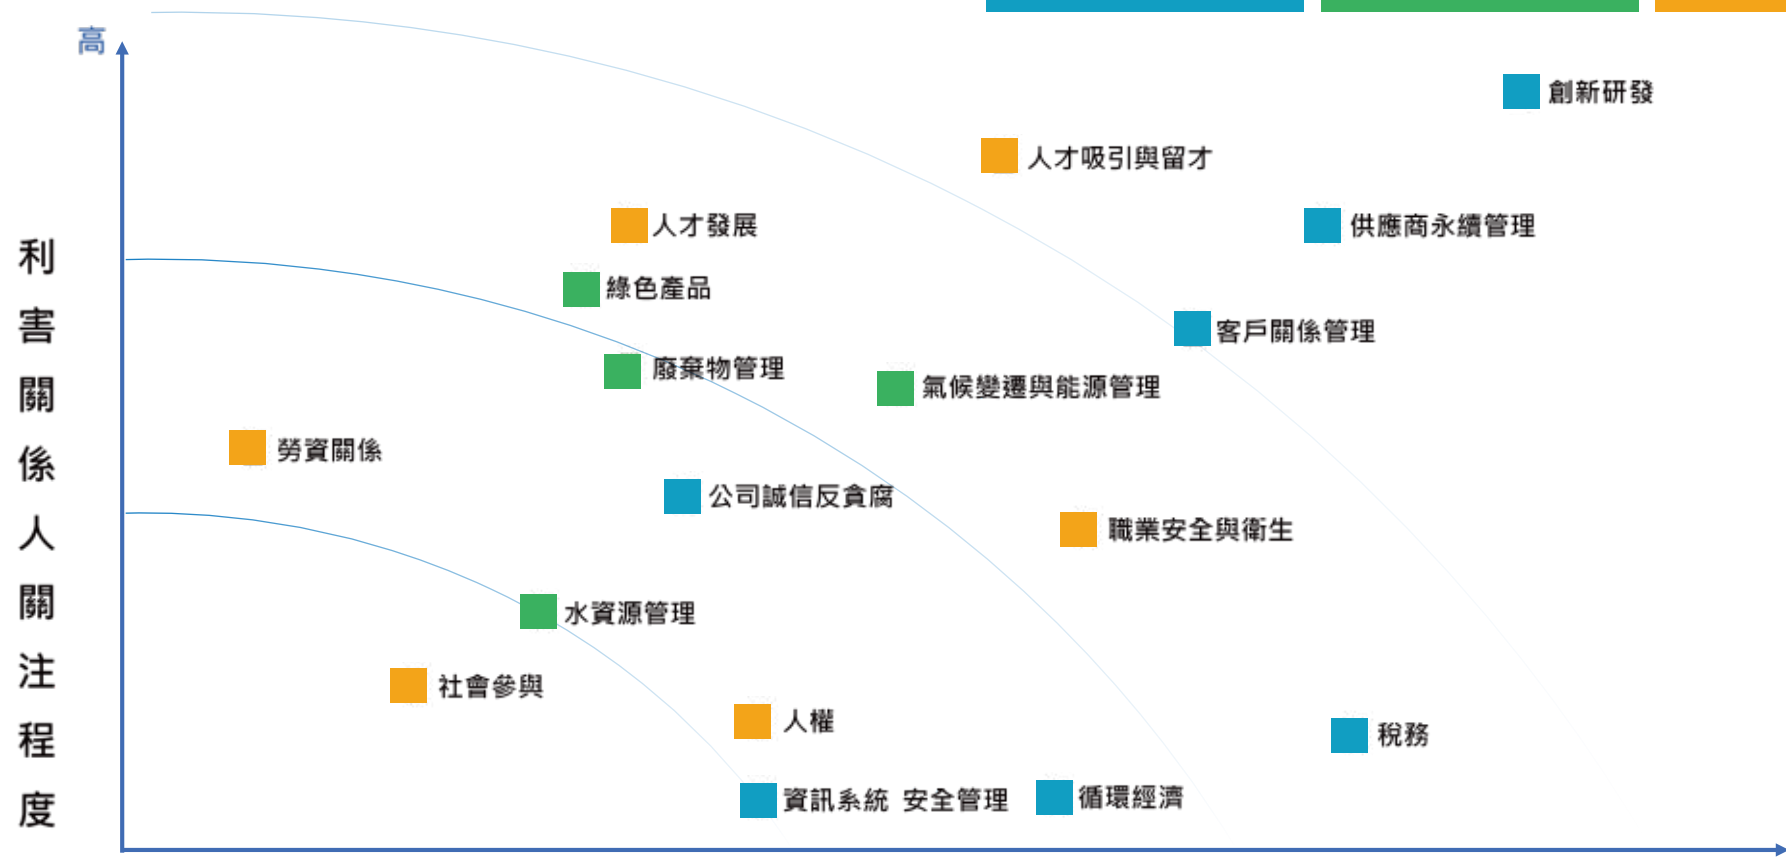 高
利害關係人關注程度
創新研發
人才吸引與留才
人才發展
供應商永續管理
綠色產品
客戶關係管理
廢棄物管理
氣候變遷與能源管理
勞資關係
公司誠信反貪腐
職業安全與衛生
水資源管理
社會參與
人權
稅務
資訊系統 安全管理
循環經濟